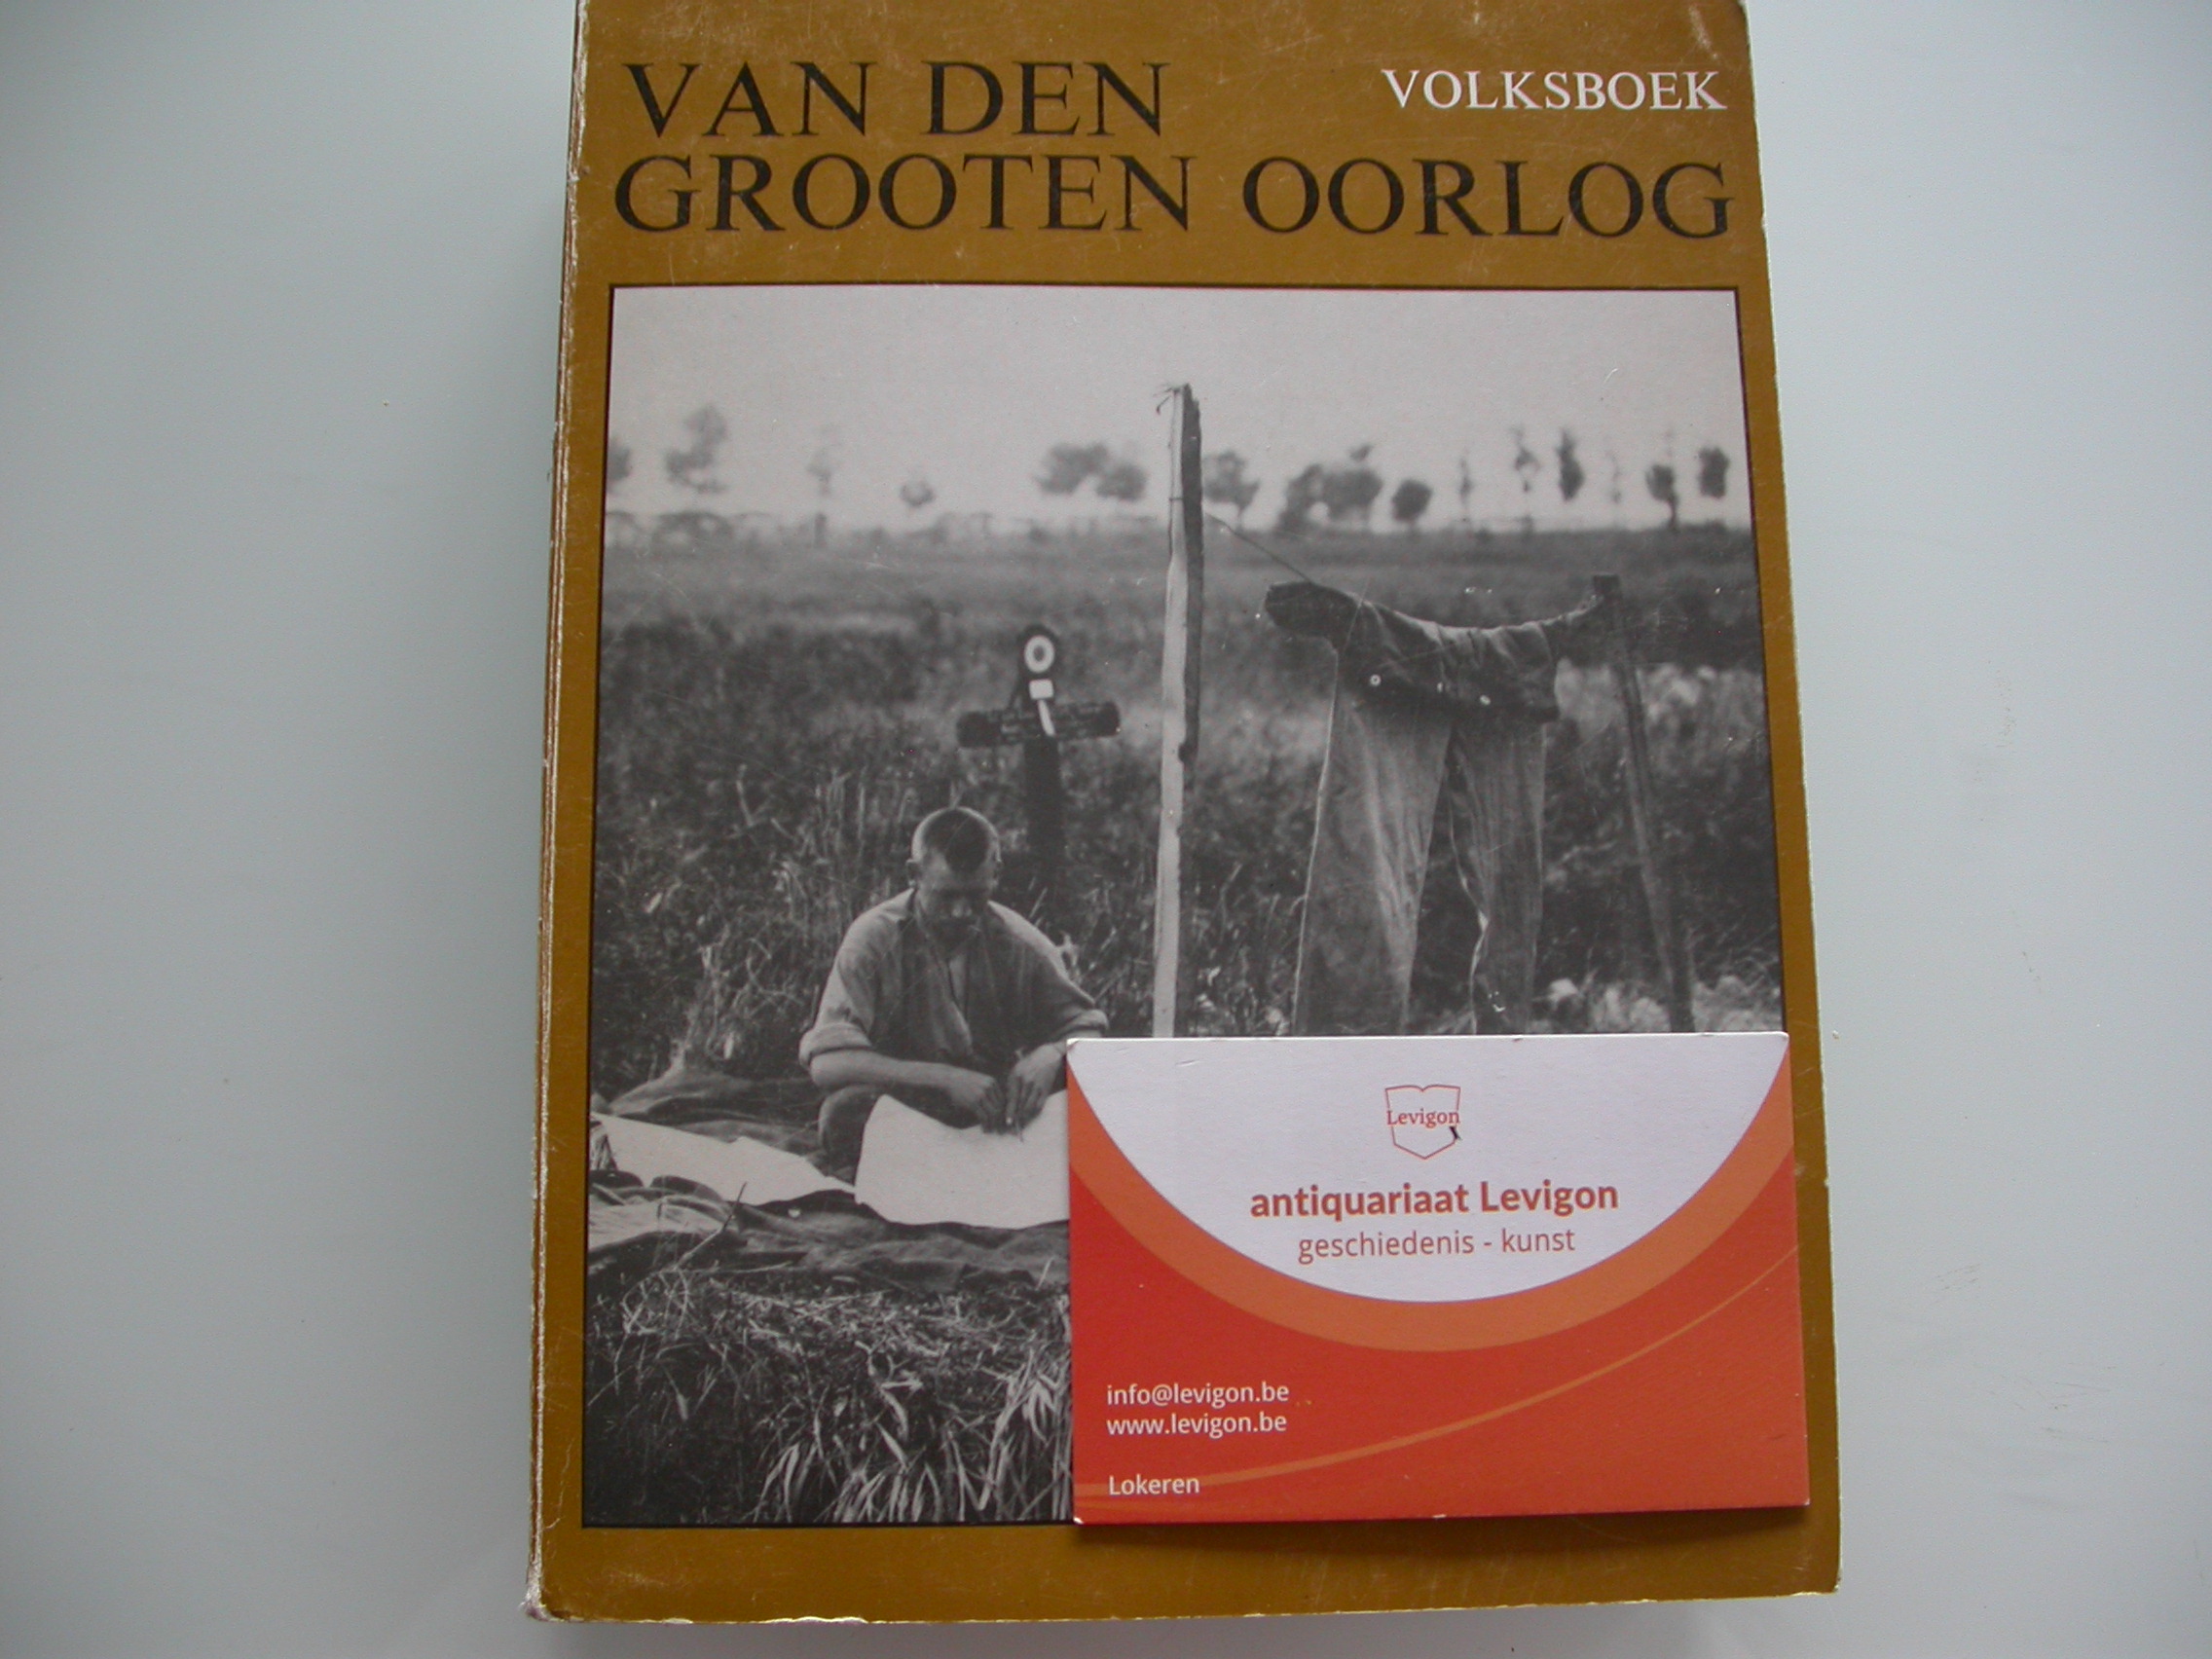 VAN DEN
VOLKSBOEK
GROOTEN OORLOG
Levigon
antiquariaat Levigon
geschiedenis - kunst
info@levigon.be
www.levigon.be
Lokeren